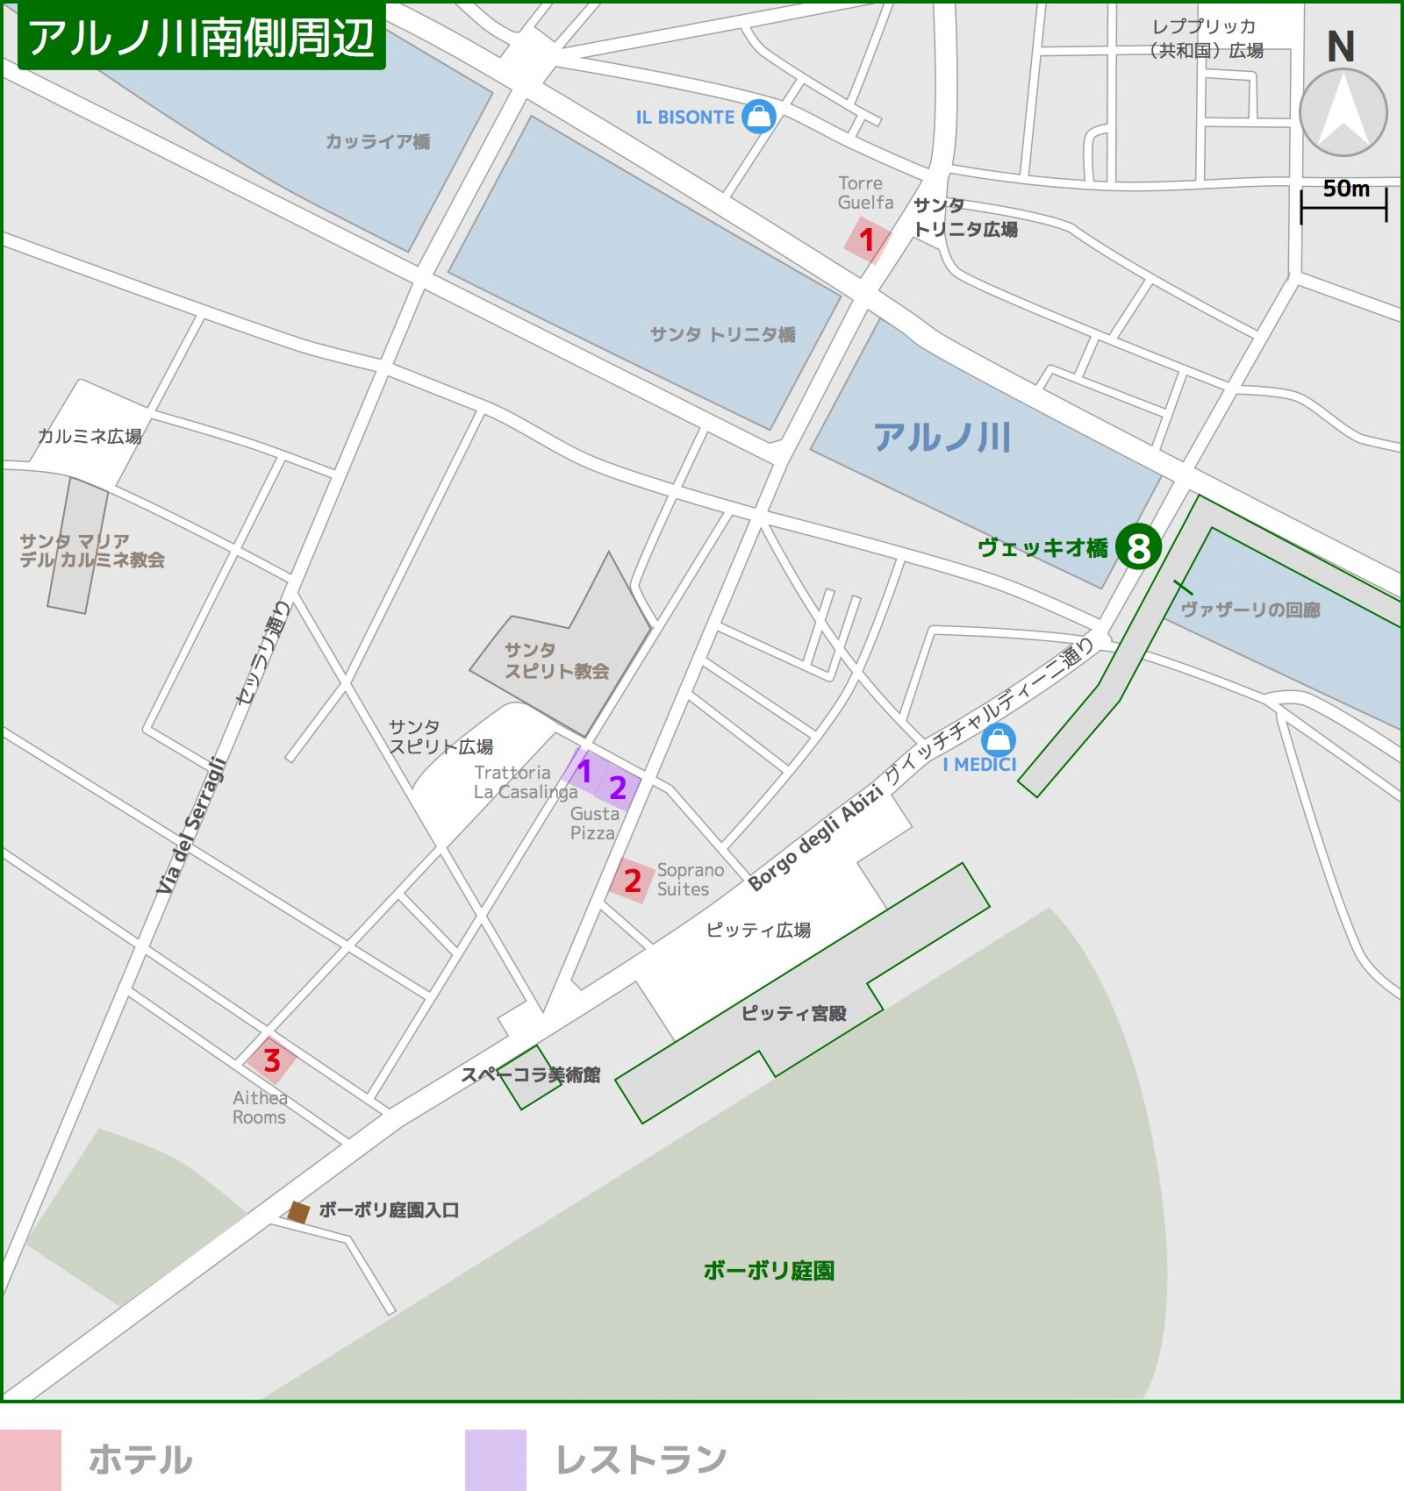 アルノ川南側周辺
レプブリッカ
（共和国）広場
N
50m
IL BISONTE
カッライア橋
Torre
Guelfa
1
サンタ
トリニタ広場
サンタ トリニタ橋
アルノ川
カルミネ広場
サンタ マリア
デル カルミネ教会
ヴェッキオ橋
8
ヴァザーリの回廊
セッラリ通り
Via del Serragli
サンタ
スピリト教会
サンタ
スピリト広場
Trattoria
La Casalinga
1
2
Gusta
Pizza
グイッチチャルディーニ通り
Borgo degli Abizi
I MEDICI
2
Soprano
Suites
ピッティ広場
ピッティ宮殿
スペーコラ美術館
3
Aithea
Rooms
ボーボリ庭園入口
ボーボリ庭園
ホテル
レストラン